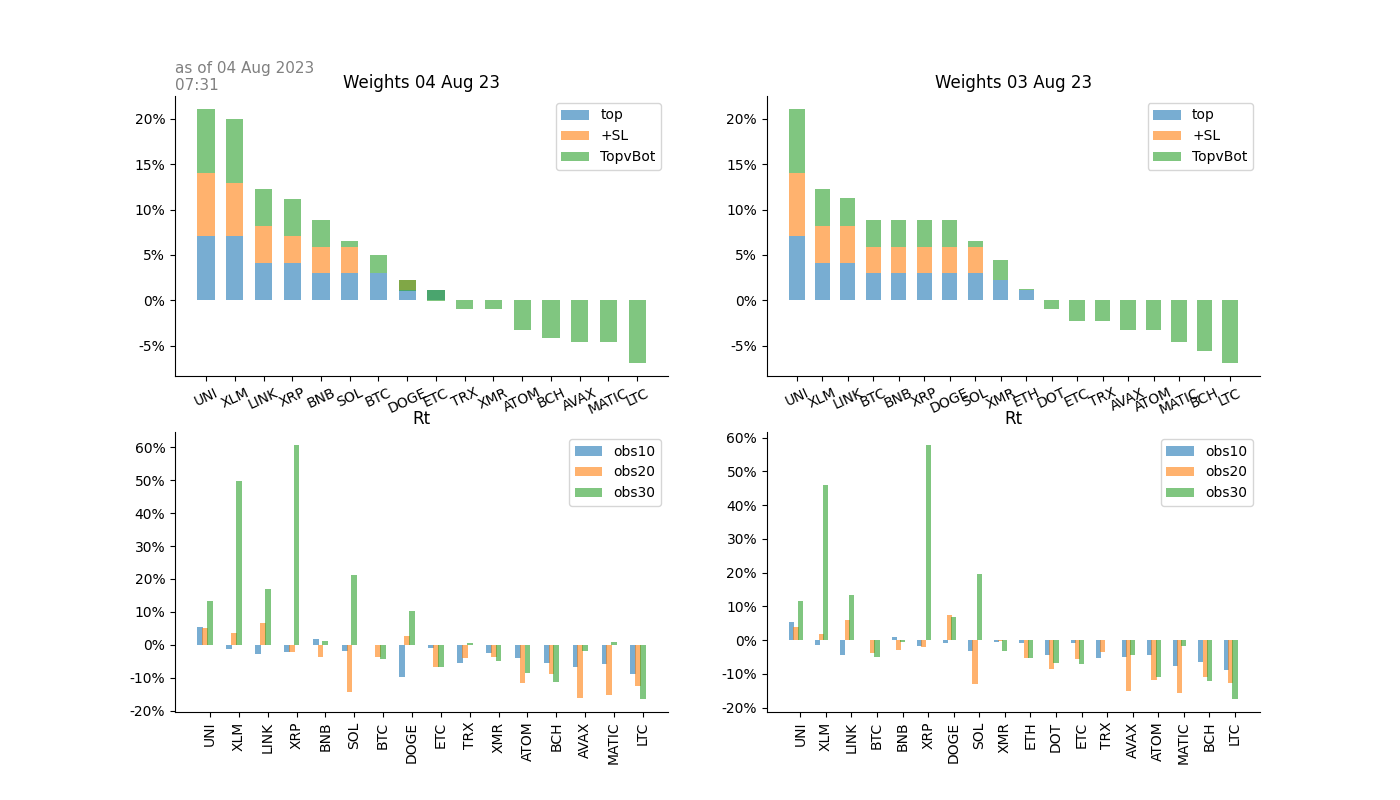 as of 04 Aug 2023
07:31
Weights 04 Aug 23
20%
15%
10%
5%
0%
-5%
top
+SL
TopvBot
UNI XLM LINK XRP BNB SOL BTC DOGE ETC TRX XMR ATOM BCH AVAX MATIC LTC
Weights 03 Aug 23
20%
15%
10%
5%
0%
-5%
top
+SL
TopvBot
UNI XLM LINK BTC BNB XRP DOGE SOL XMR ETH DOT ETC TRX AVAX ATOM MATIC BCH LTC
Rt
60%
50%
40%
30%
20%
10%
0%
-10%
-20%
obs10
obs20
obs30
UNI XLM LINK XRP BNB SOL BTC DOGE ETC TRX XMR ATOM BCH AVAX MATIC LTC
Rt
60%
50%
40%
30%
20%
10%
0%
-10%
-20%
obs10
obs20
obs30
UNI XLM LINK BTC BNB XRP DOGE SOL XMR ETH DOT ETC TRX AVAX ATOM MATIC BCH LTC